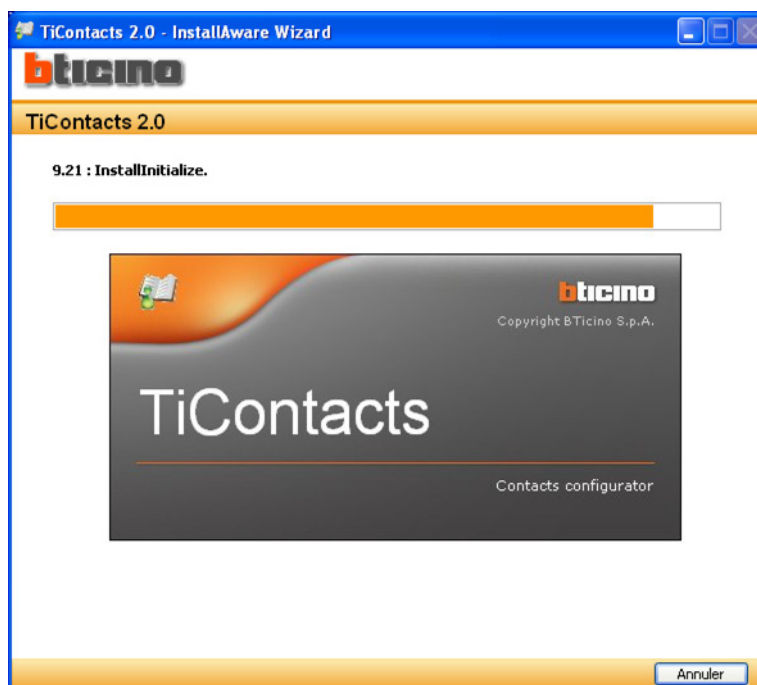 TiContacts 2.0 - InstallAware Wizard
bticino
TiContacts 2.0
9.21 : InstallInitialize.
bticino
Copyright BTicino S.p.A.
TiContacts
Contacts configurator
Annuler